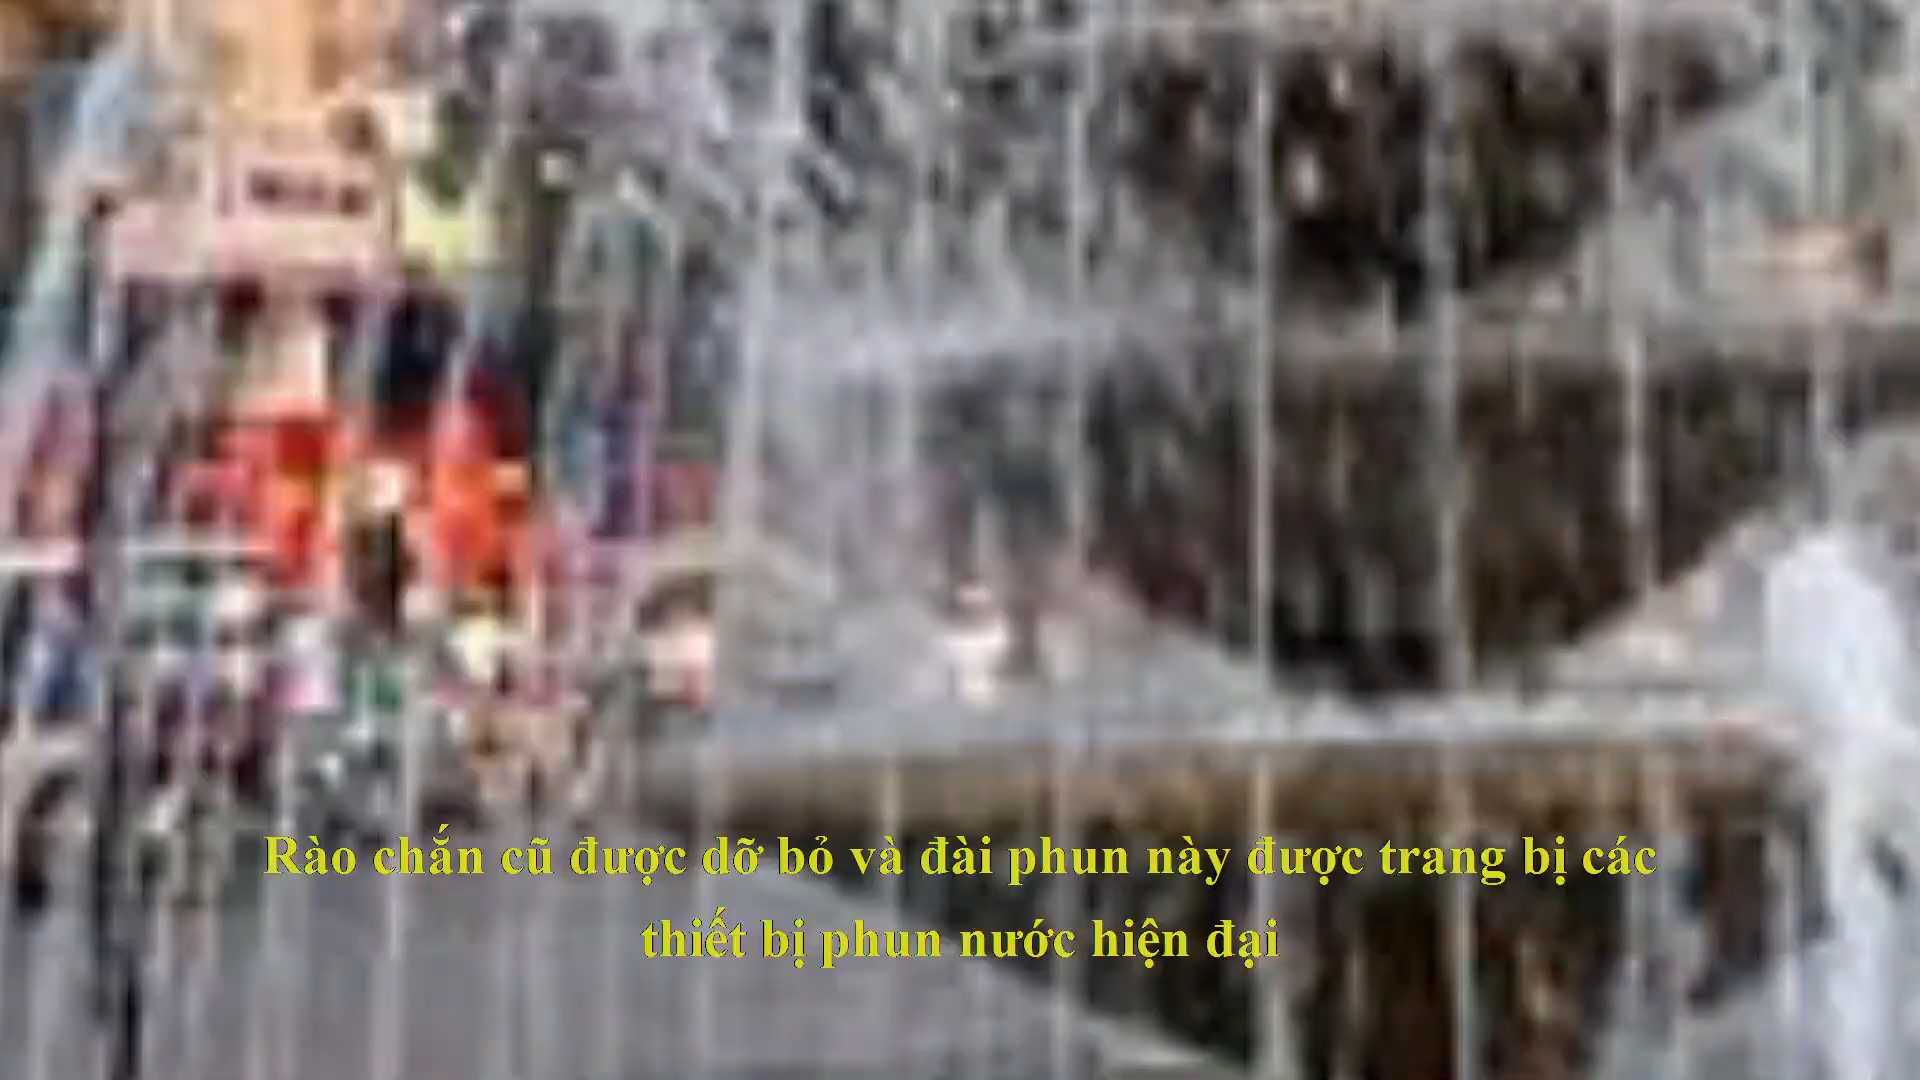 Rào chắn cũ được dỡ bỏ và đài phun này được trang bị các
thiết bị phun nước hiện đại